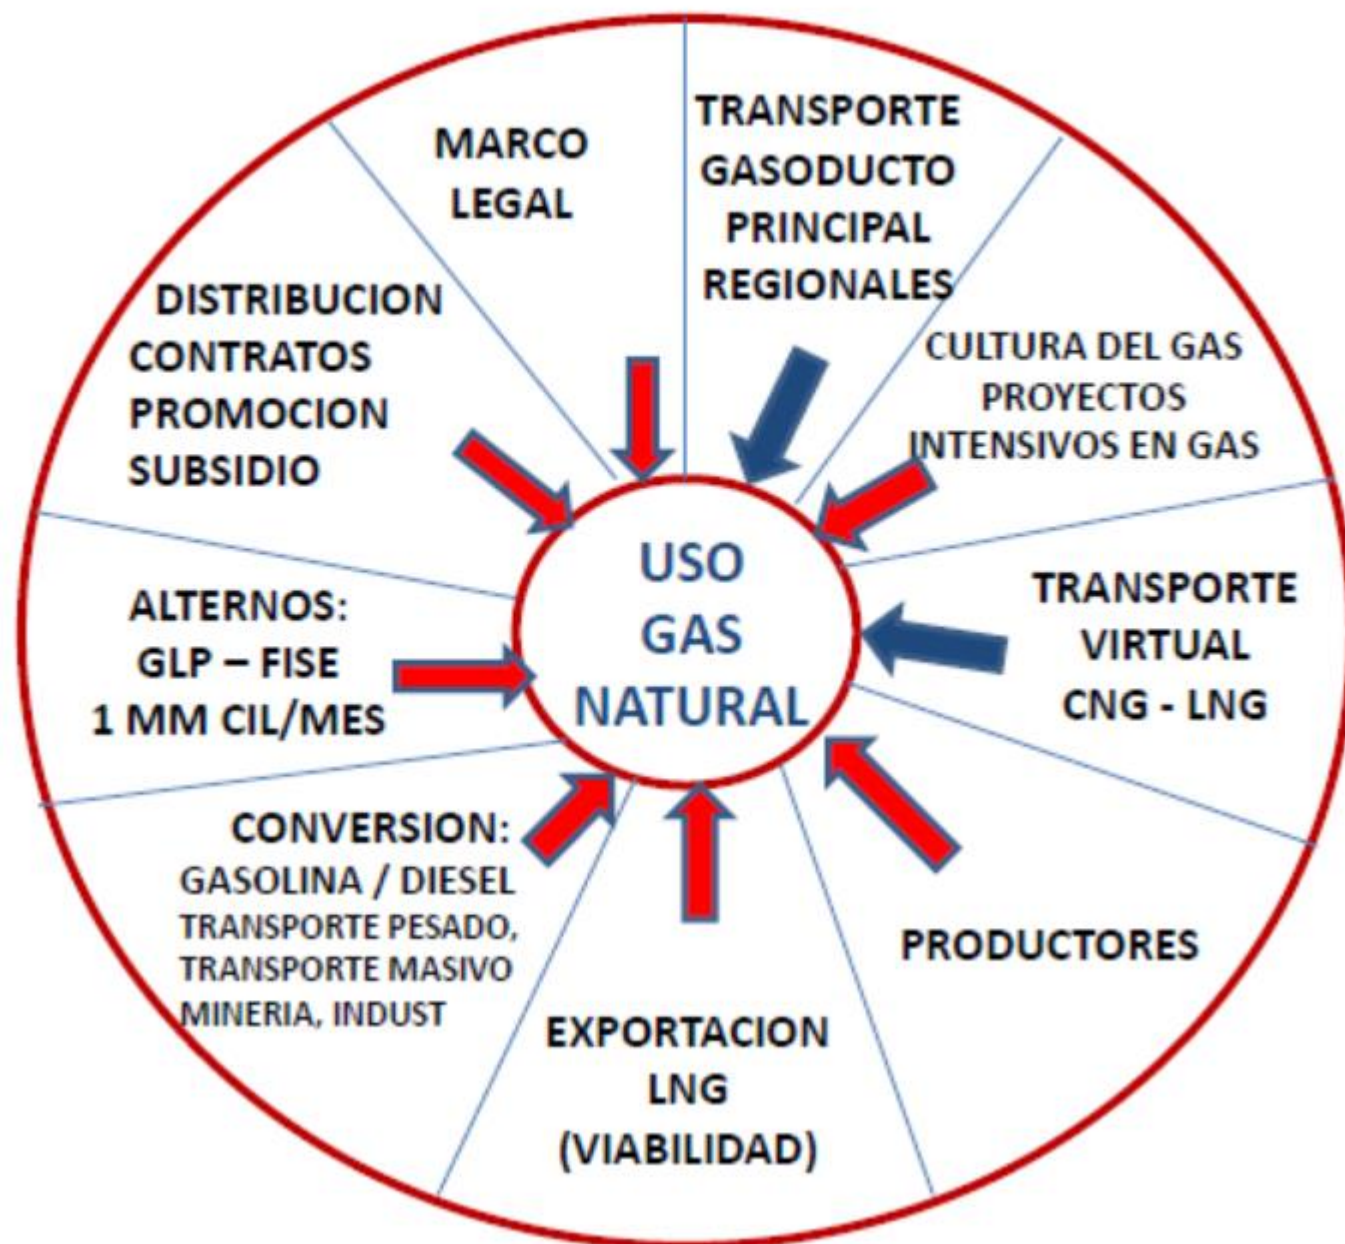 MARCO
LEGAL
TRANSPORTE
GASODUCTO
PRINCIPAL
REGIONALES
CULTURA DEL GAS
PROYECTOS
INTENSIVOS EN GAS
TRANSPORTE
VIRTUAL
CNG - LNG
PRODUCTORES
EXPORTACION
LNG
(VIABILIDAD)
CONVERSION:
GASOLINA / DIESEL
TRANSPORTE PESADO,
TRANSPORTE MASIVO
MINERIA, INDUST
ALTERNOS:
GLP – FISE
1 MM CIL/MES
DISTRIBUCION
CONTRATOS
PROMOCION
SUBSIDIO
USO
GAS
NATURAL